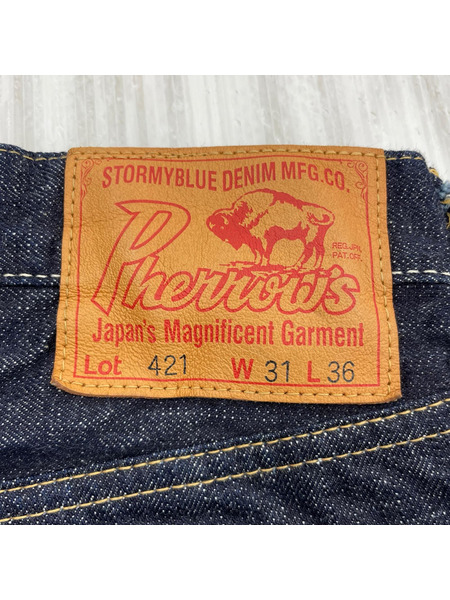 STORMYBLUE DENIM MFG.CO.
Pherrow's
REG.JPN.
PAT.OFF.
Japan's Magnificent Garment
Lot 421 W 31 L 36